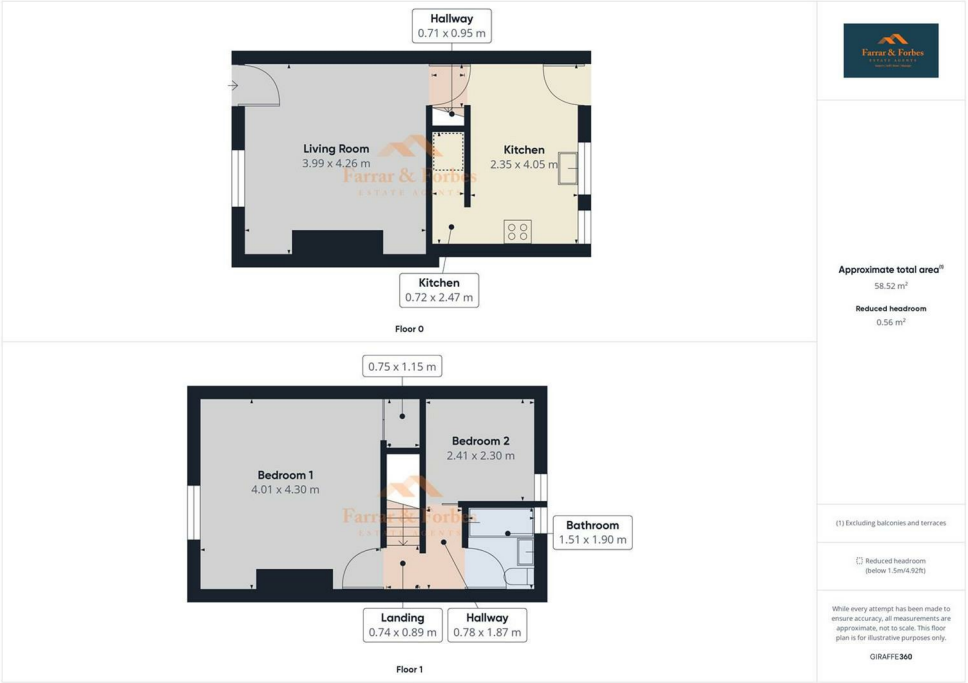 Hallway
0.71 x 0.95 m
Living Room
3.99 x 4.26 m
Kitchen
2.35 x 4.05 m
Farrar & Forbes
ESTATE AGENTS
Kitchen
0.72 x 2.47 m
Floor 0
0.75 x 1.15 m
Bedroom 1
4.01 x 4.30 m
Bedroom 2
2.41 x 2.30 m
Farrar & Forbes
ESTATE AGENTS
Bathroom
1.51 x 1.90 m
Landing
0.74 x 0.89 m
Hallway
0.78 x 1.87 m
Floor 1
Farrar & Forbes
ESTATE AGENTS
Approximate total area(1)
58.52 m²
Reduced headroom
0.56 m²
(1) Excluding balconies and terraces
Reduced headroom
(below 1.5m/4.92ft)
While every attempt has been made to
ensure accuracy, all measurements are
approximate, not to scale. This floor
plan is for illustrative purposes only.
GIRAFFE360